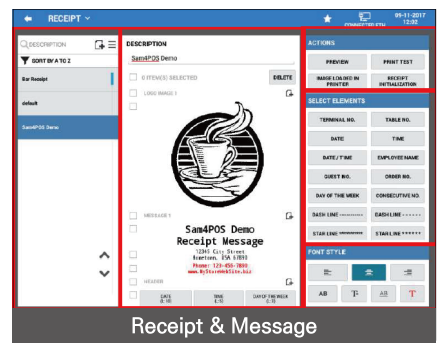 RECEIPT
CONNECTED ETH
09-11-2017
12:02
DESCRIPTION
SORT BY A TO Z
Bar Receipt
default
Sam4POS Demo
DESCRIPTION
Sam4POS Demo
0 ITEM(S) SELECTED
DELETE
LOGO IMAGE 1
MESSAGE 1
Sam4POS Demo
Receipt Message
12345 City Street
Hometown, USA 67890
Phone: 123-456-7890
www.MyStoreWebSite.biz
HEADER
DATE
TIME
DAY OF THE WEEK
ACTIONS
PREVIEW
PRINT TEST
IMAGE LOADED IN
PRINTER
RECEIPT
INITIALIZATION
SELECT ELEMENTS
TERMINAL NO.
TABLE NO.
DATE
TIME
DATE / TIME
EMPLOYEE NAME
GUEST NO.
ORDER NO.
DAY OF THE WEEK
CONSECUTIVE NO.
DASH LINE -----------
DASH LINE - - - - - -
STAR LINE ***********
STAR LINE * * * * * *
FONT STYLE
AB
T
AB
T
Receipt & Message